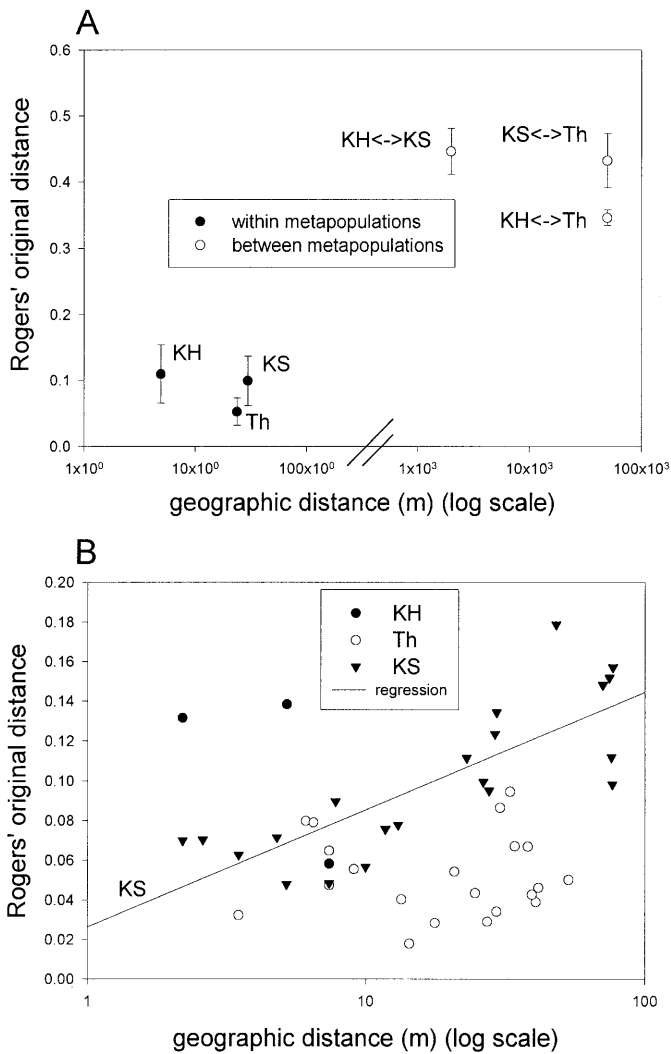 A
0.6
0.5
0.4
0.3
0.2
0.1
0.0
Rogers' original distance
KH<->KS
KS<->Th
KH<->Th
within metapopulations
between metapopulations
KH
KS
Th
1x10⁰ 10x10⁰ 100x10⁰ 1x10³ 10x10³ 100x10³
geographic distance (m) (log scale)
B
0.20
0.18
0.16
0.14
0.12
0.10
0.08
0.06
0.04
0.02
0.00
Rogers' original distance
KH
Th
KS
regression
KS
1 10 100
geographic distance (m) (log scale)